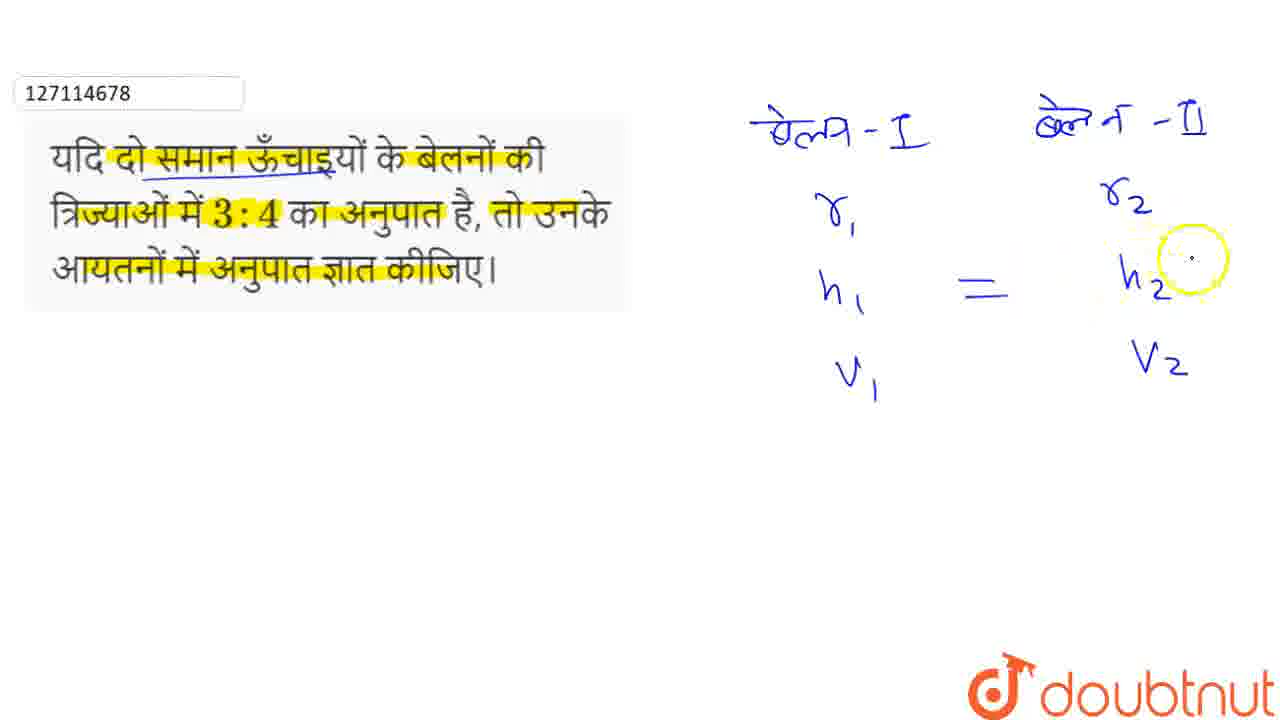 127114678
यदि दो समान ऊँचाइयों के बेलनों की
त्रिज्याओं में 3 : 4 का अनुपात है, तो उनके
आयतनों में अनुपात ज्ञात कीजिए।
बेलन - I बेलन - II
r₁ r₂
h₁ = h₂
V₁ V₂
doubtnut